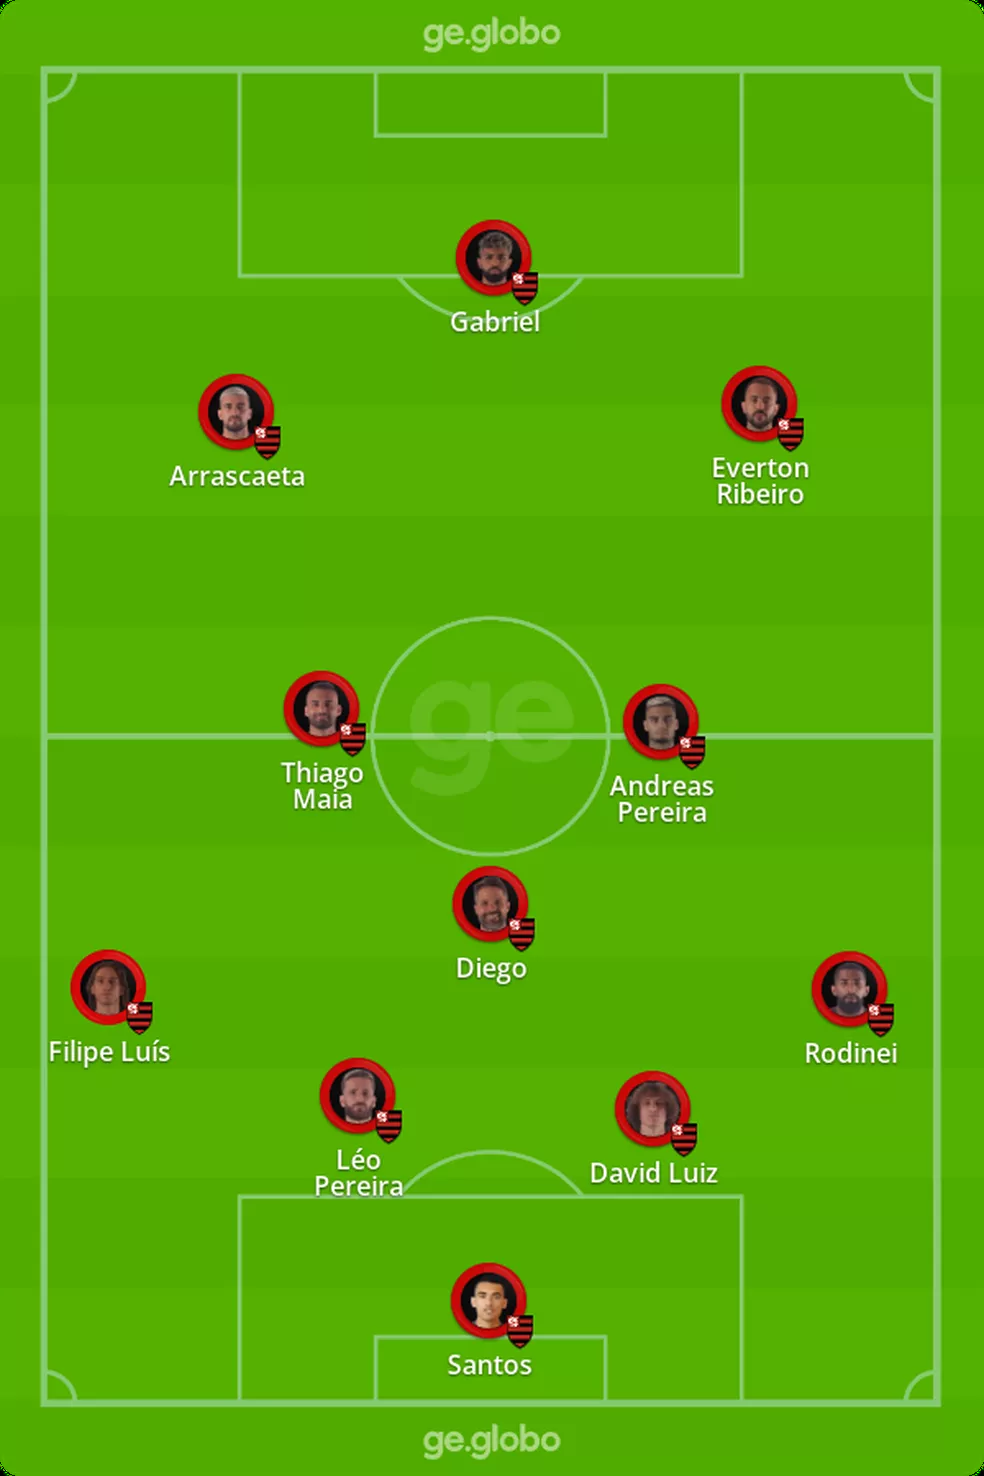 ge.globo
Gabriel
Arrascaeta
Everton
Ribeiro
ge
Thiago
Maia
Andreas
Pereira
Diego
Filipe Luís
Rodinei
Léo
Pereira
David Luiz
Santos
ge.globo